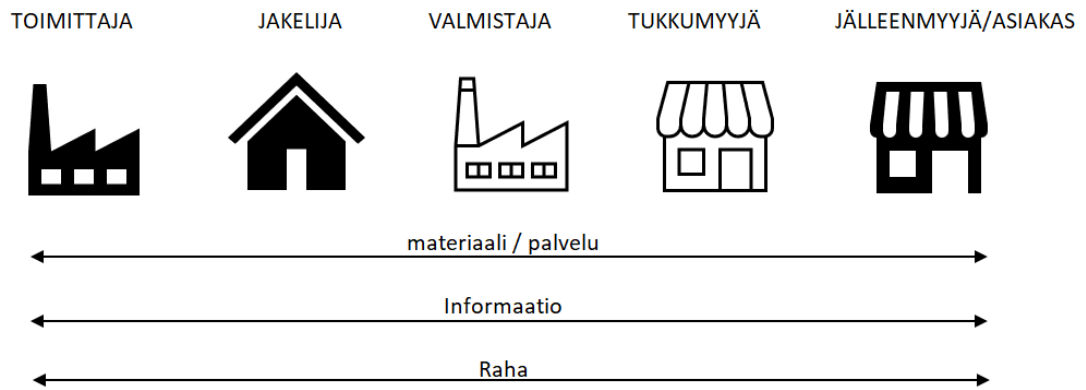 TOIMITTAJA JAKELIJA VALMISTAJA TUKKUMYYJÄ JÄLLEENMYYJÄ/ASIAKAS
materiaali / palvelu
Informaatio
Raha